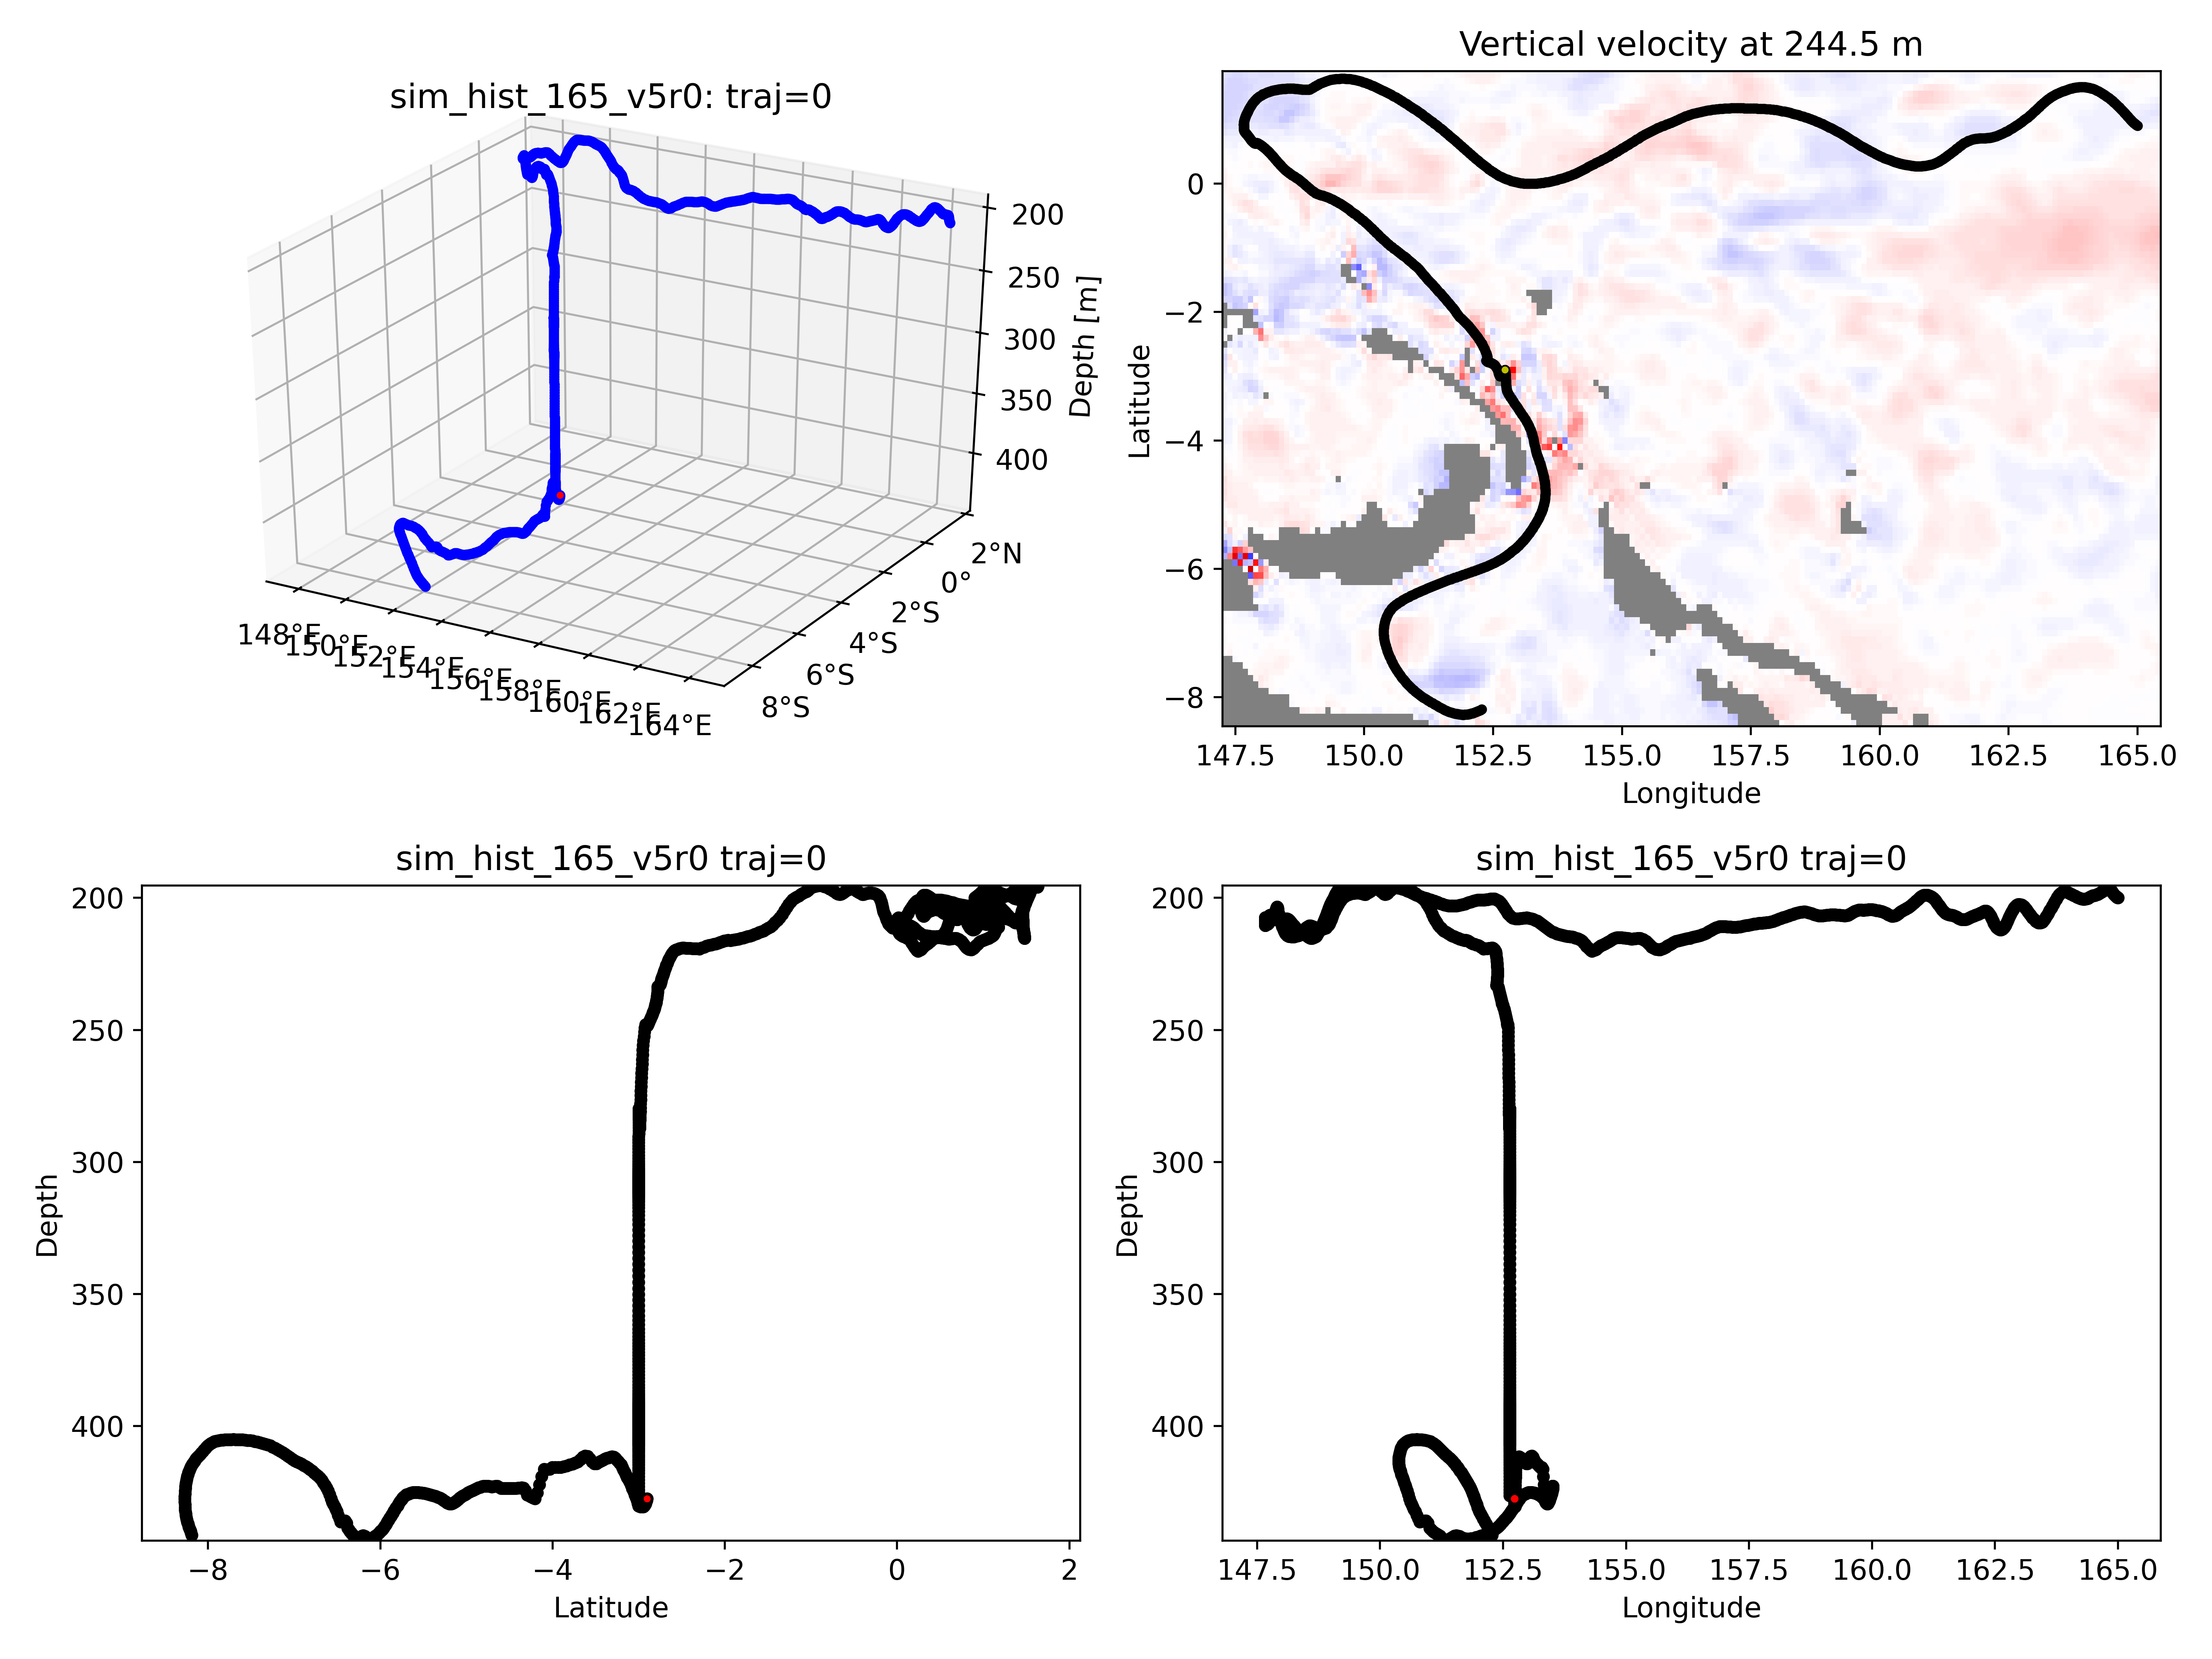 sim_hist_165_v5r0: traj=0
200
250
300
350
400
Depth [m]
2°N
0°
2°S
4°S
6°S
8°S
148°E
150°E
152°E
154°E
156°E
158°E
160°E
162°E
164°E
Vertical velocity at 244.5 m
0
−2
−4
−6
−8
Latitude
147.5 150.0 152.5 155.0 157.5 160.0 162.5 165.0
Longitude
sim_hist_165_v5r0 traj=0
200
250
300
350
400
Depth
−8 −6 −4 −2 0 2
Latitude
sim_hist_165_v5r0 traj=0
200
250
300
350
400
Depth
147.5 150.0 152.5 155.0 157.5 160.0 162.5 165.0
Longitude